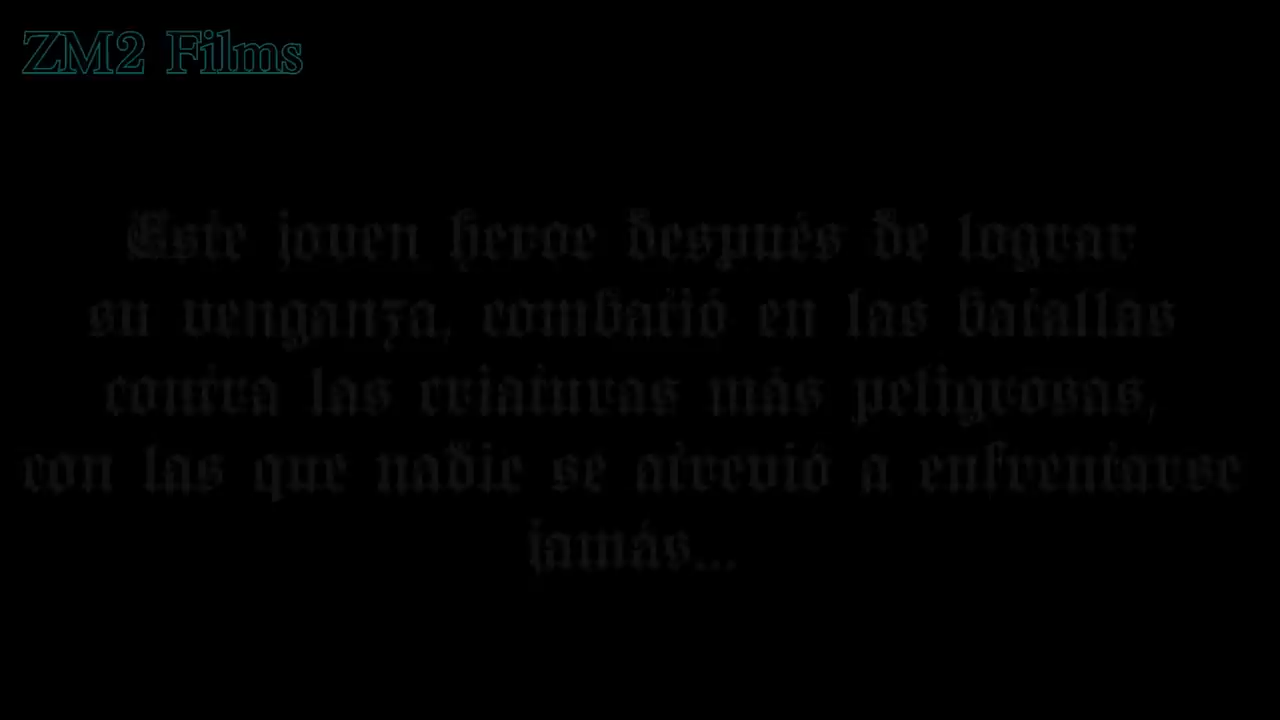 ZM2 Films
Este joven heroe después de lograr
su venganza, combatió en las batallas
contra las criaturas más peligrosas,
con las que nadie se atrevió a enfrentarse
jamás...